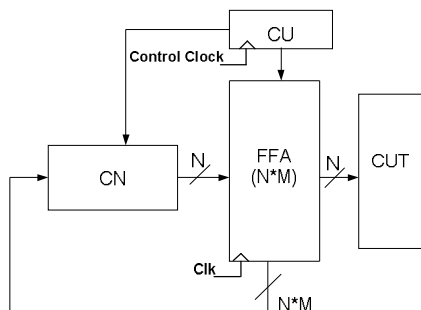 CU
Control Clock
N
FFA
(N*M)
N
CUT
CN
Clk
N*M